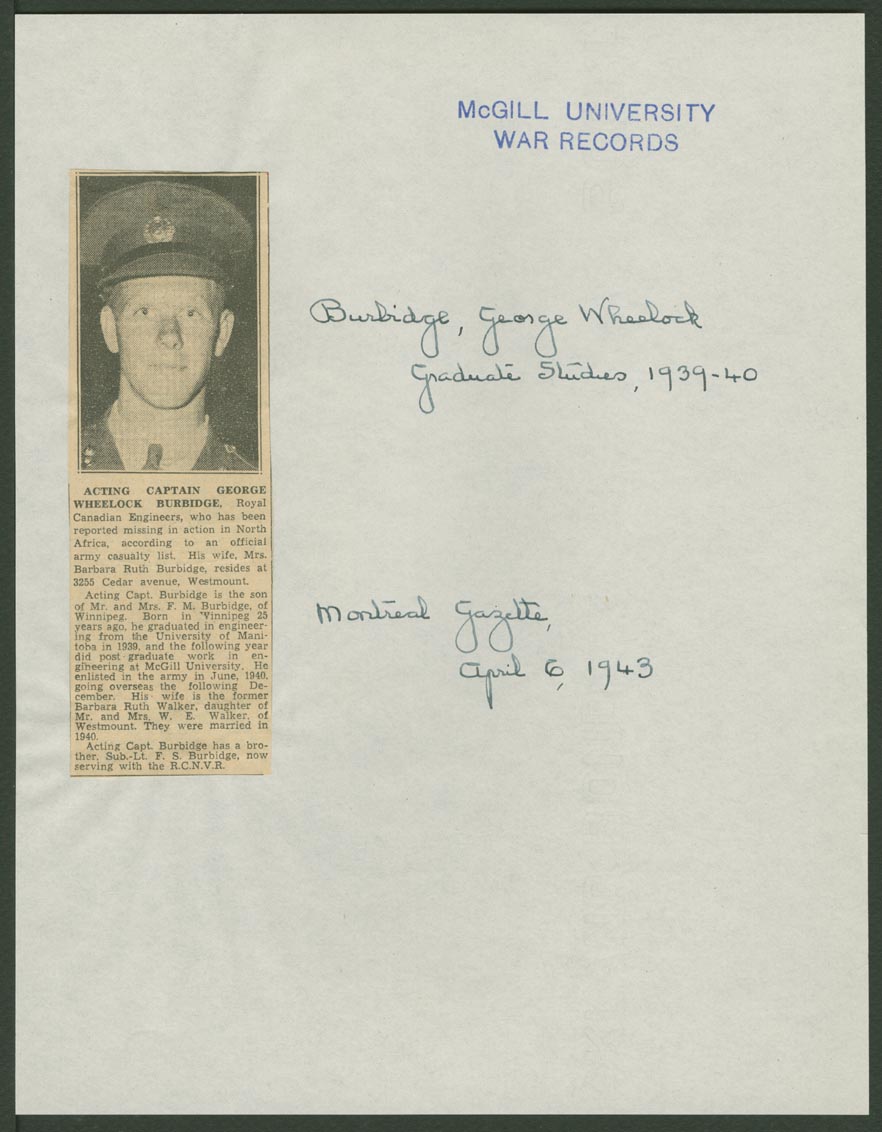 McGILL UNIVERSITY
WAR RECORDS
Burbidge, George Wheelock
Graduate Studies, 1939-40
ACTING CAPTAIN GEORGE
WHEELOCK BURBIDGE, Royal
Canadian Engineers, who has been
reported missing in action in North
Africa, according to an official
army casualty list. His wife, Mrs.
Barbara Ruth Burbidge, resides at
3255 Cedar avenue, Westmount.
Acting Capt. Burbidge is the son
of Mr. and Mrs. F. M. Burbidge, of
Winnipeg. Born in Winnipeg 25
years ago, he graduated in engineer-
ing from the University of Mani-
toba in 1939, and the following year
did post graduate work in en-
gineering at McGill University. He
enlisted in the army in June, 1940,
going overseas the following De-
cember. His wife is the former
Barbara Ruth Walker, daughter of
Mr. and Mrs. W. E. Walker, of
Westmount. They were married in
1940.
Acting Capt. Burbidge has a bro-
ther, Sub.-Lt. F. S. Burbidge, now
serving with the R.C.N.V.R.
Montreal Gazette,
April 6, 1943